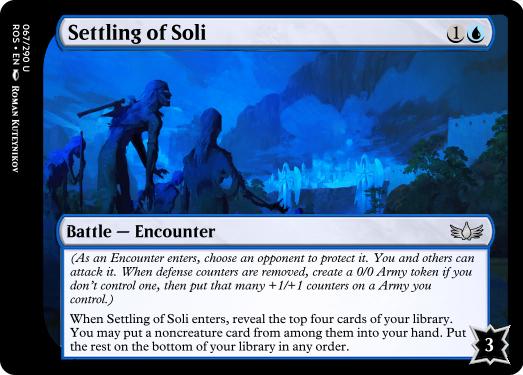 Settling of Soli 1
Battle — Encounter
(As an Encounter enters, choose an opponent to protect it. You and others can
attack it. When defense counters are removed, create a 0/0 Army token if you
don't control one, then put that many +1/+1 counters on a Army you
control.)
When Settling of Soli enters, reveal the top four cards of your library.
You may put a noncreature card from among them into your hand. Put
the rest on the bottom of your library in any order.
3
067/290 U
ROS • EN ROMAN KUTEYNIKOV